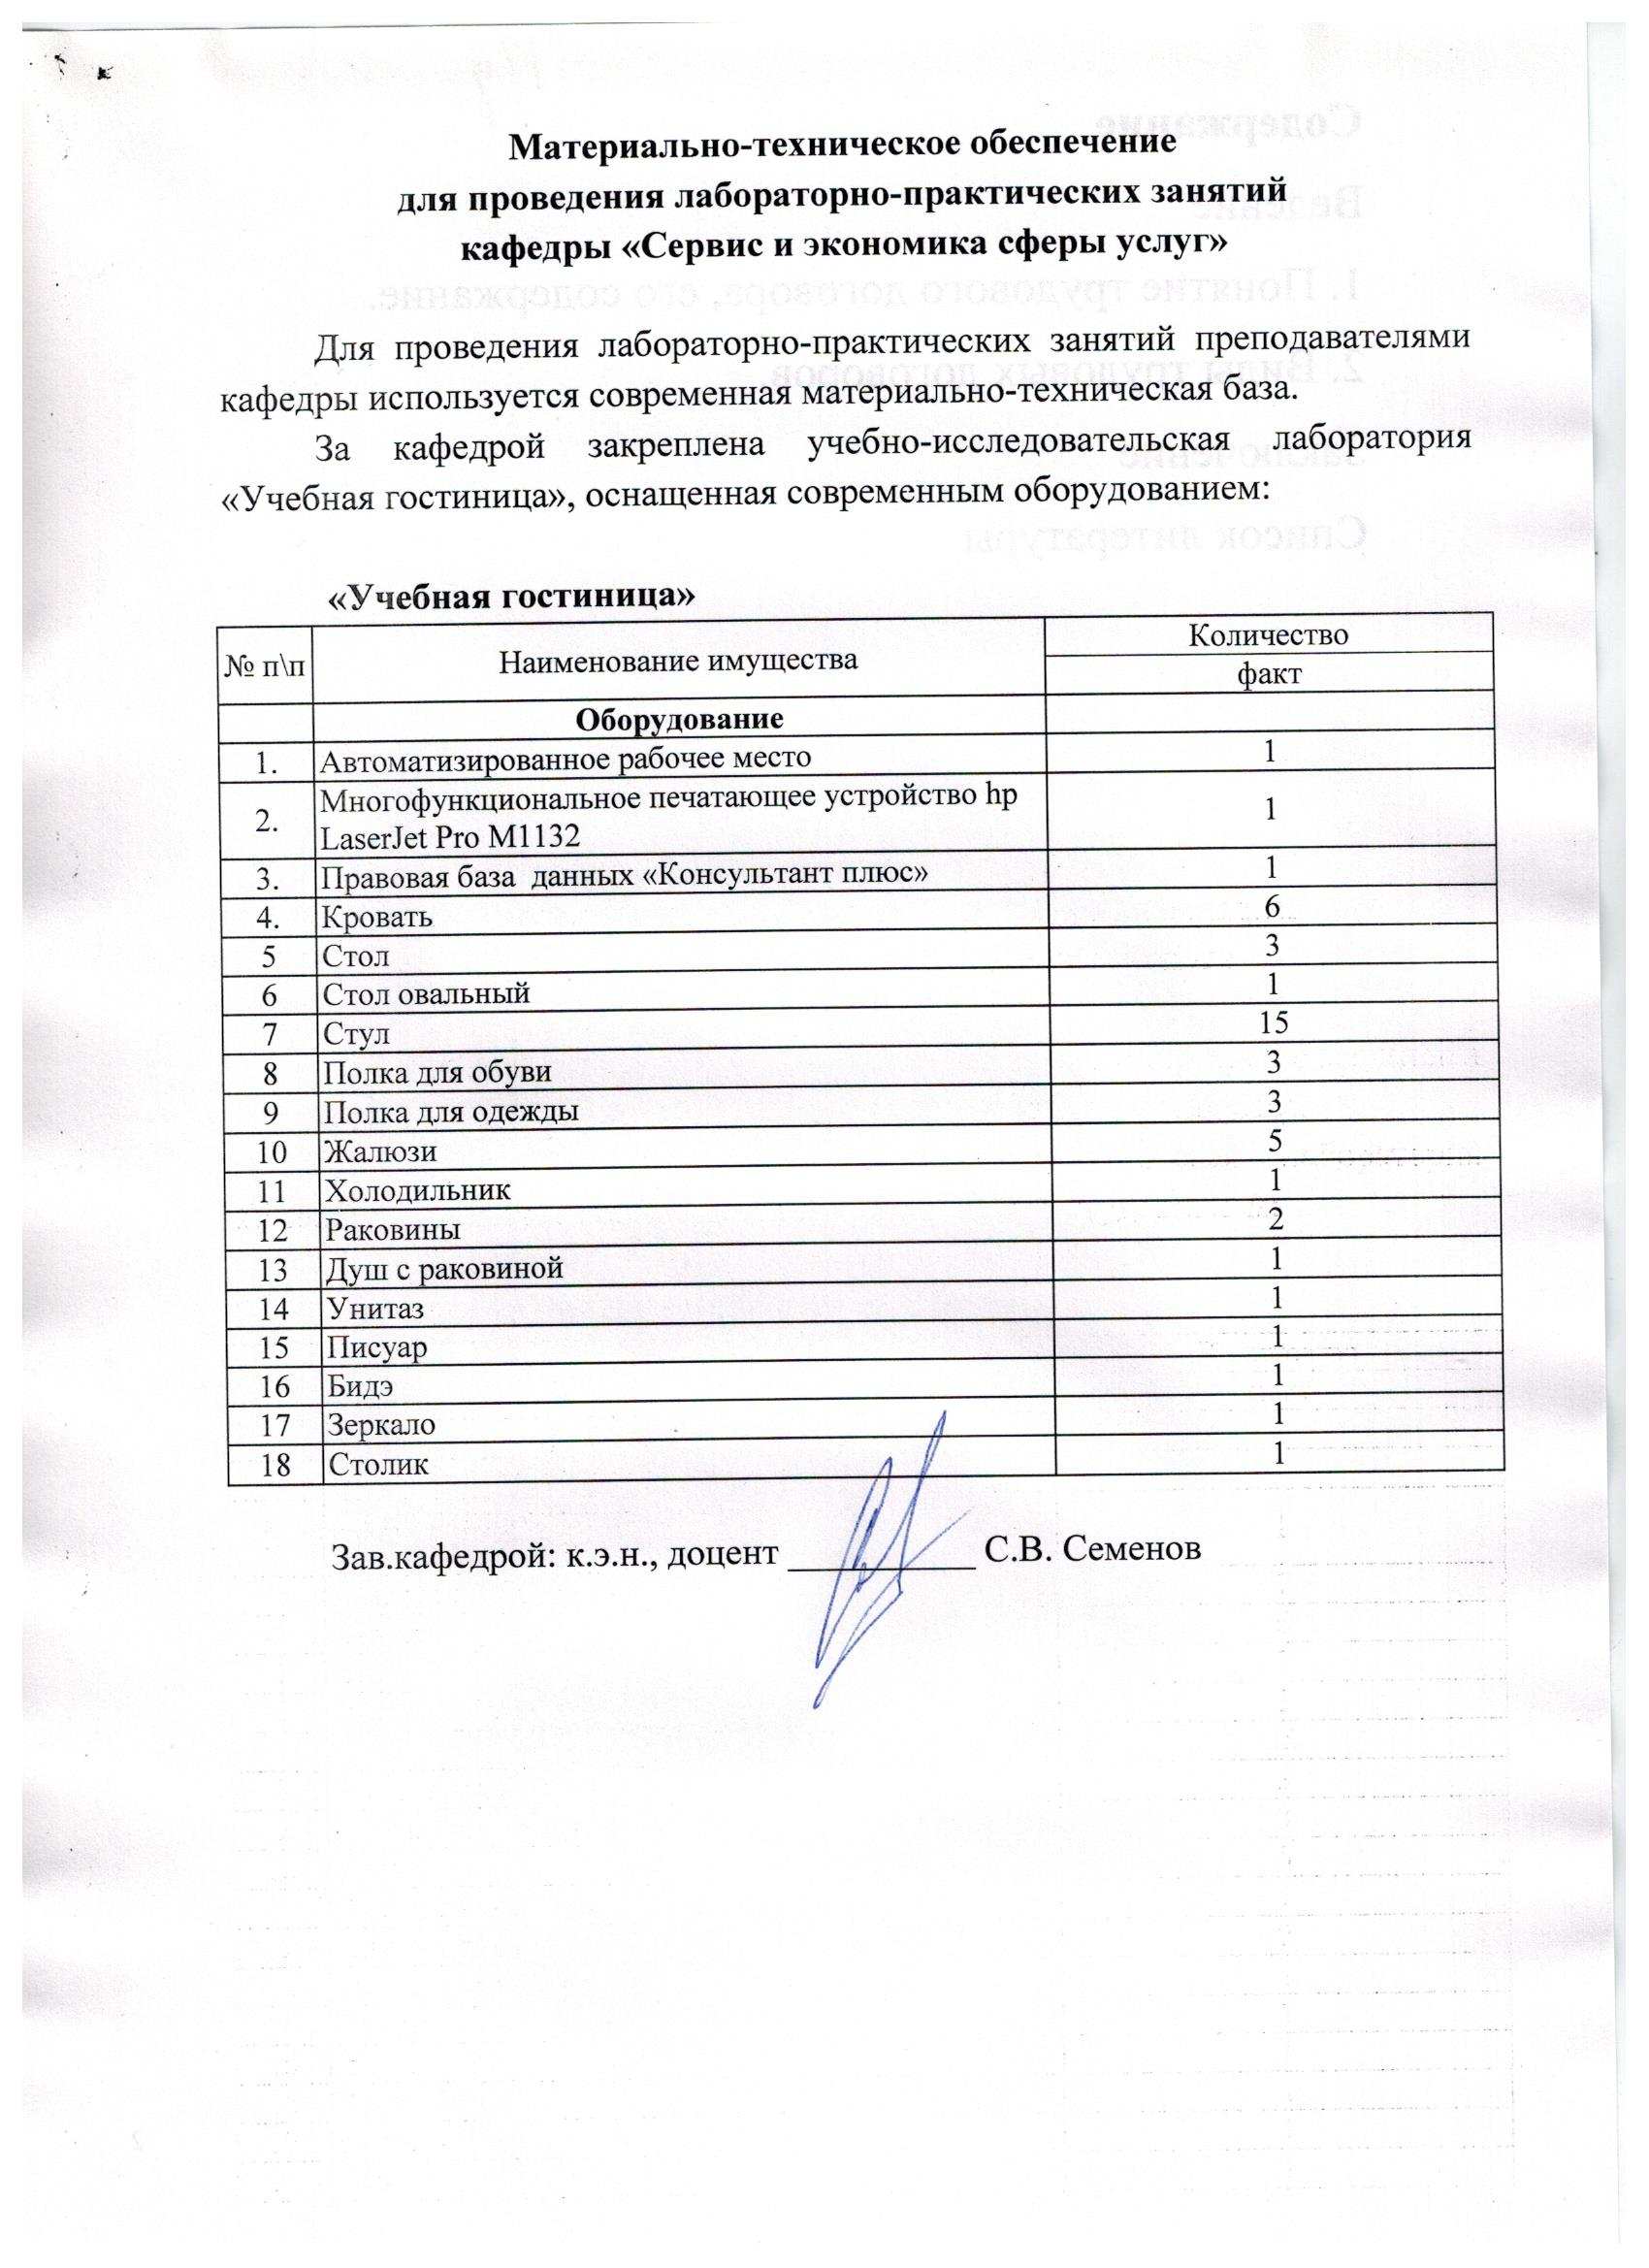 Материально-техническое обеспечение
для проведения лабораторно-практических занятий
кафедры «Сервис и экономика сферы услуг»
Для проведения лабораторно-практических занятий преподавателями
кафедры используется современная материально-техническая база.
За кафедрой закреплена учебно-исследовательская лаборатория
«Учебная гостиница», оснащенная современным оборудованием:
«Учебная гостиница»
№ п\п Наименование имущества Количество
факт
Оборудование
1. Автоматизированное рабочее место 1
2. Многофункциональное печатающее устройство hp
LaserJet Pro M1132 1
3. Правовая база данных «Консультант плюс» 1
4. Кровать 6
5 Стол 3
6 Стол овальный 1
7 Стул 15
8 Полка для обуви 3
9 Полка для одежды 3
10 Жалюзи 5
11 Холодильник 1
12 Раковины 2
13 Душ с раковиной 1
14 Унитаз 1
15 Писуар 1
16 Бидэ 1
17 Зеркало 1
18 Столик 1
Зав.кафедрой: к.э.н., доцент __________ С.В. Семенов